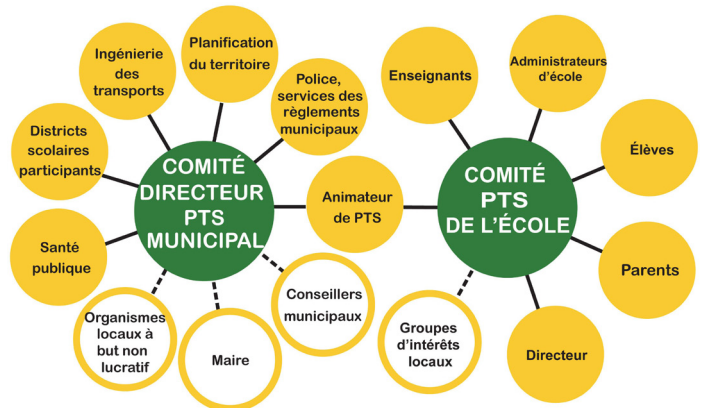 Ingénierie
des
transports
Planification
du territoire
Police,
services des
règlements
municipaux
Districts
scolaires
participants
COMITÉ
DIRECTEUR
PTS
MUNICIPAL
Santé
publique
Organismes
locaux à
but non
lucratif
Maire
Conseillers
municipaux
Animateur
de PTS
Enseignants
Administrateurs
d'école
COMITÉ
PTS
DE L'ÉCOLE
Élèves
Parents
Directeur
Groupes
d'intérêts
locaux